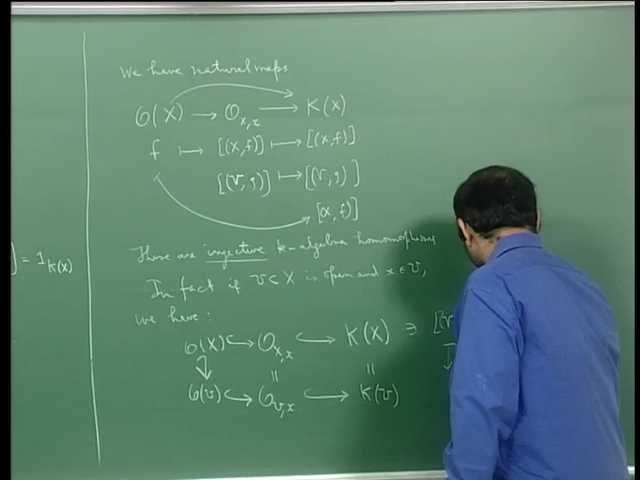 We have natural maps
O(X) → O_{X,x} → K(X)
f ↦ [(X,f)] ↦ [(X,f)]
[(V,g)] ↦ [(V,g)]
[(X,f)]
] = 1_{K(X)}
These are injective k-algebra homomorphisms
In fact if U ⊂ X is open and x ∈ U,
we have:
O(X) ↪ O_{X,x} ↪ K(X) ∋ [(V
↪ || ||
O(U) ↪ O_{U,x} ↪ K(U)